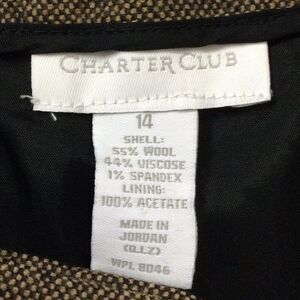 CHARTER CLUB
14
SHELL:
55% WOOL
44% VISCOSE
1% SPANDEX
LINING:
100% ACETATE
MADE IN
JORDAN
(Q.I.Z)
WPL 8046